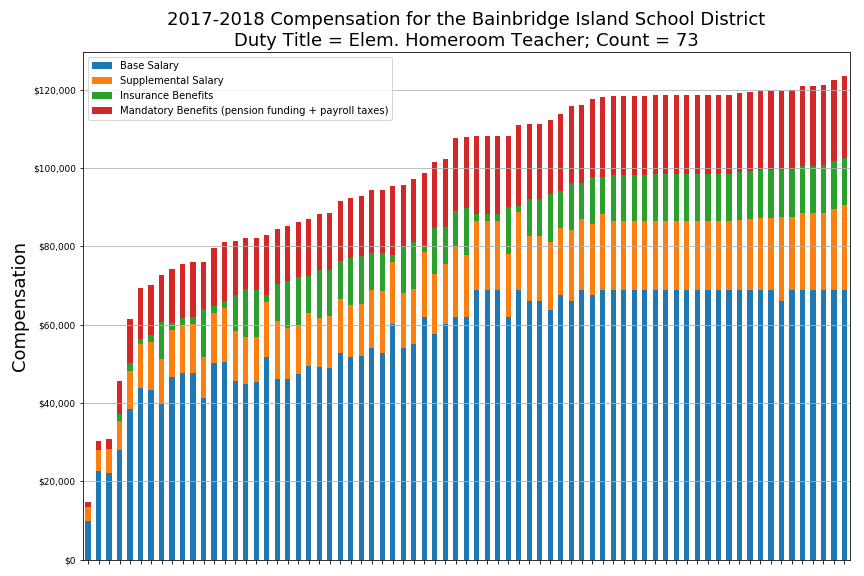 2017-2018 Compensation for the Bainbridge Island School District
Duty Title = Elem. Homeroom Teacher; Count = 73
Base Salary
Supplemental Salary
Insurance Benefits
Mandatory Benefits (pension funding + payroll taxes)
Compensation
$120,000
$100,000
$80,000
$60,000
$40,000
$20,000
$0